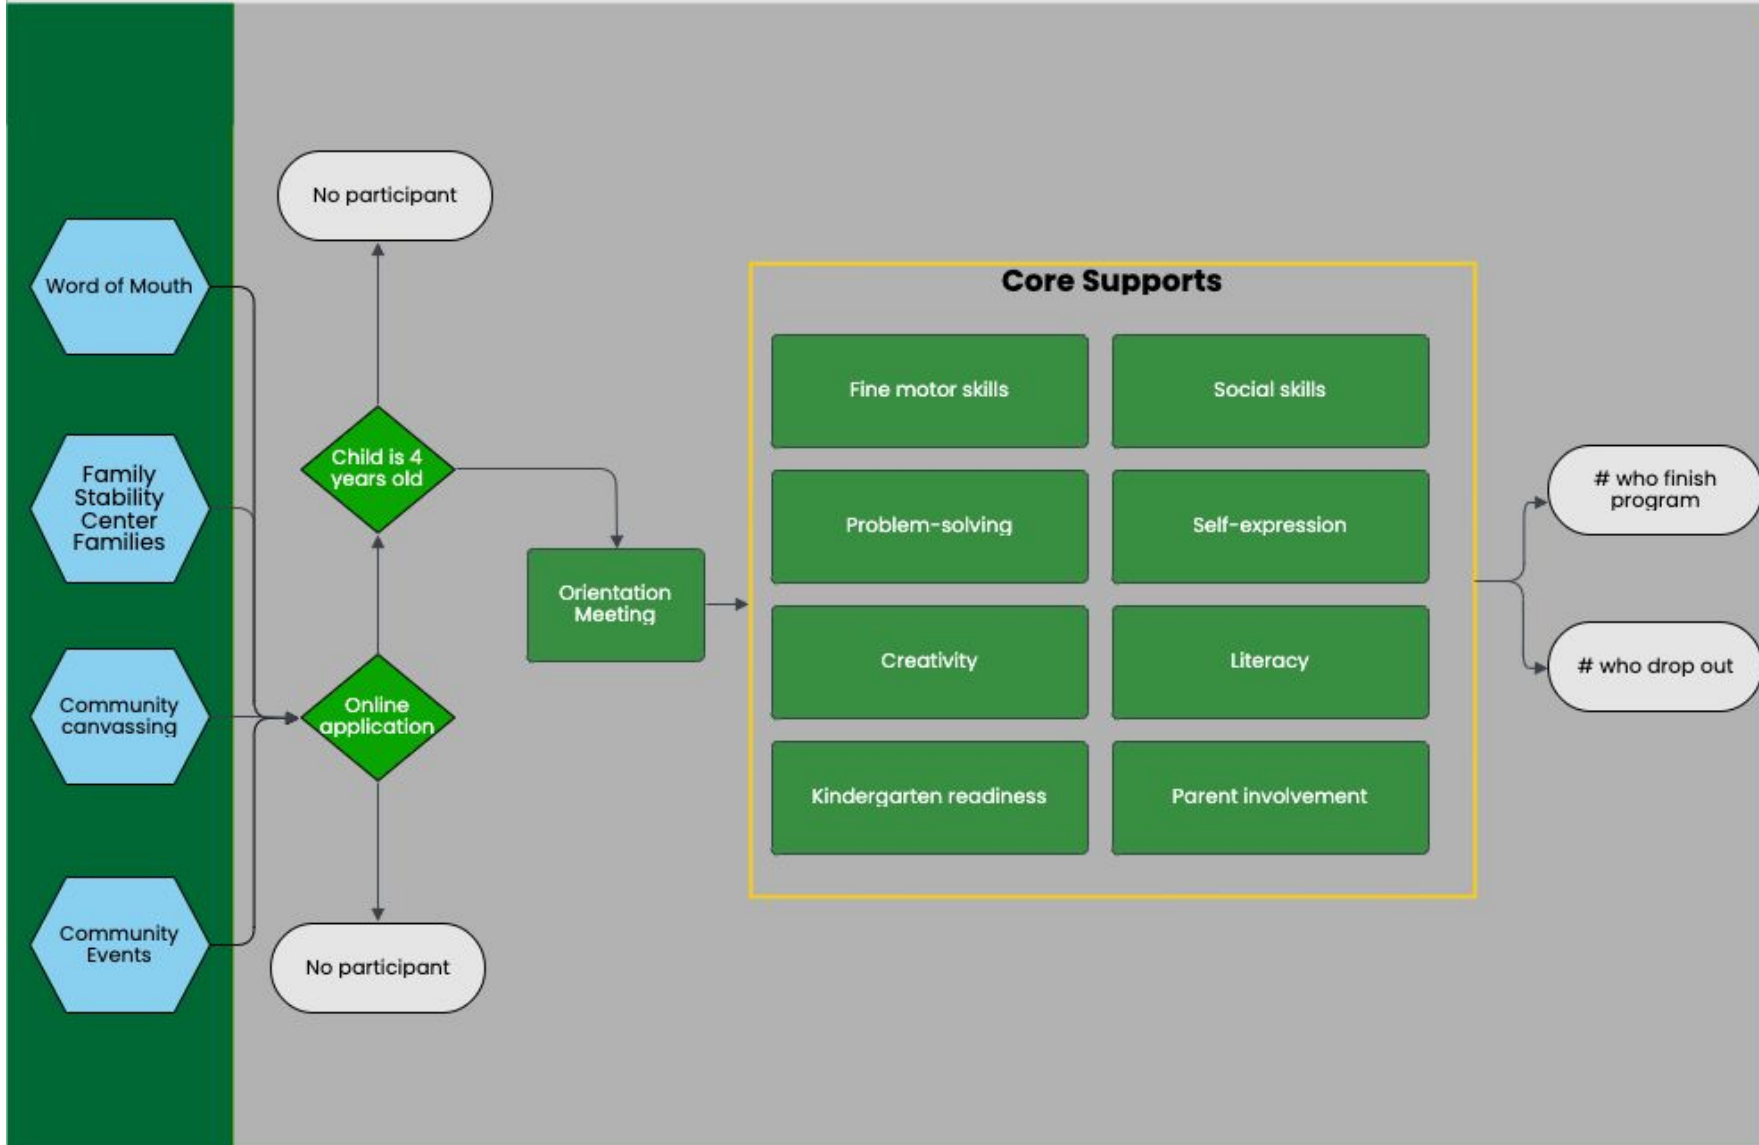 Word of Mouth
Family
Stability
Center
Families
Community
canvassing
Community
Events
No participant
Child is 4
years old
Online
application
No participant
Orientation
Meeting
Core Supports
Fine motor skills
Social skills
Problem-solving
Self-expression
Creativity
Literacy
Kindergarten readiness
Parent involvement
# who finish
program
# who drop out